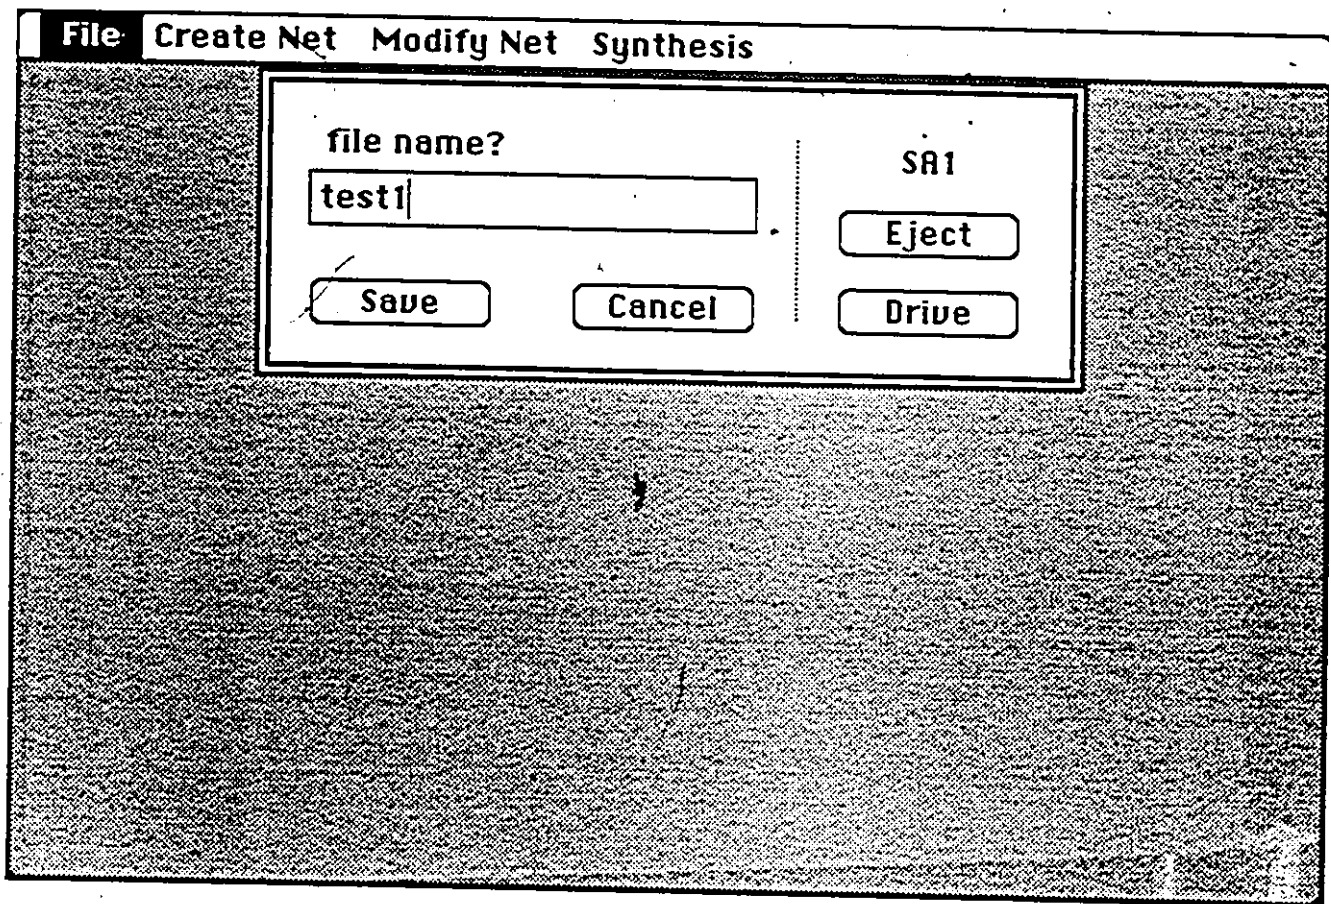 File Create Net Modify Net Synthesis
file name?
test1
Save Cancel
SA1
Eject
Drive